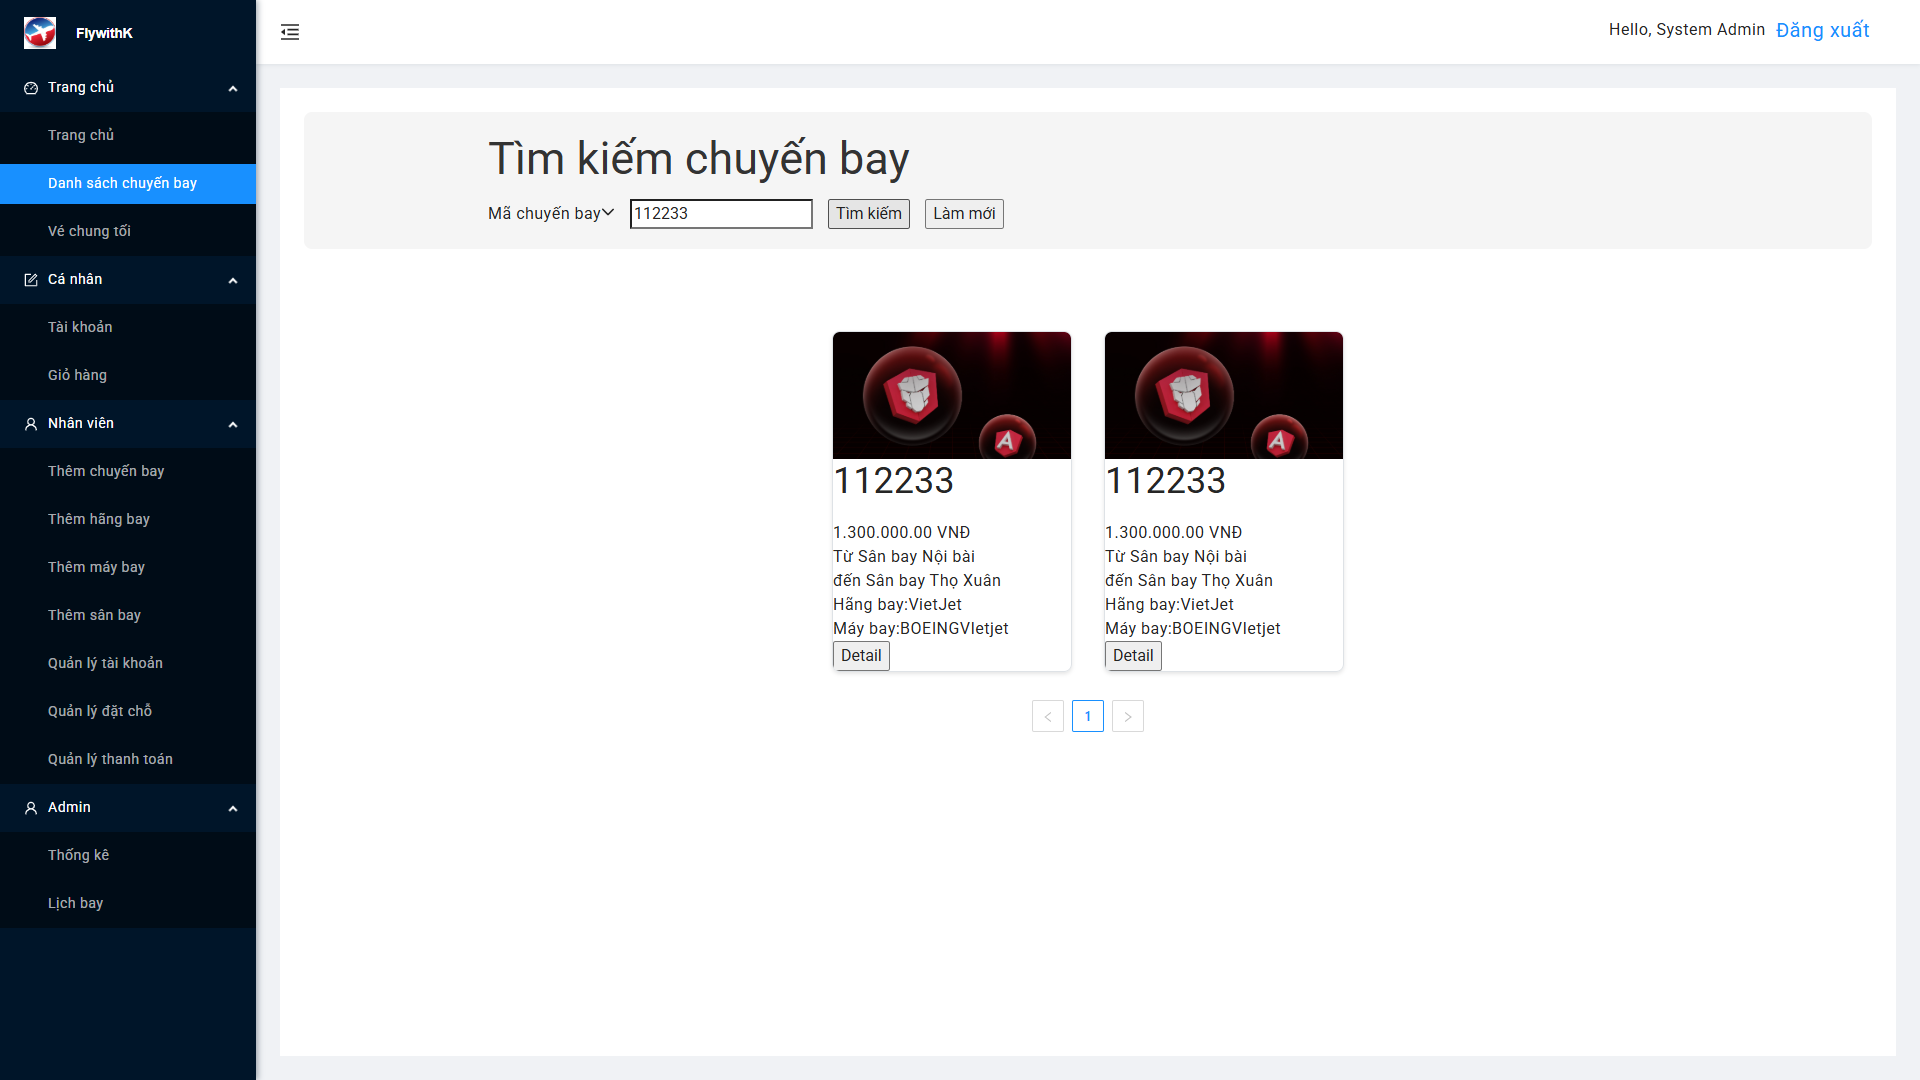 FlywithK
Trang chủ
Trang chủ
Danh sách chuyến bay
Vé chung tối
Cá nhân
Tài khoản
Giỏ hàng
Nhân viên
Thêm chuyến bay
Thêm hãng bay
Thêm máy bay
Thêm sân bay
Quản lý tài khoản
Quản lý đặt chỗ
Quản lý thanh toán
Admin
Thống kê
Lịch bay
Hello, System Admin Đăng xuất
Tìm kiếm chuyến bay
Mã chuyến bay 112233 Tìm kiếm Làm mới
A
112233
1.300.000.00 VNĐ
Từ Sân bay Nội bài
đến Sân bay Thọ Xuân
Hãng bay:VietJet
Máy bay:BOEINGVIetjet
Detail
A
112233
1.300.000.00 VNĐ
Từ Sân bay Nội bài
đến Sân bay Thọ Xuân
Hãng bay:VietJet
Máy bay:BOEINGVIetjet
Detail
< 1 >